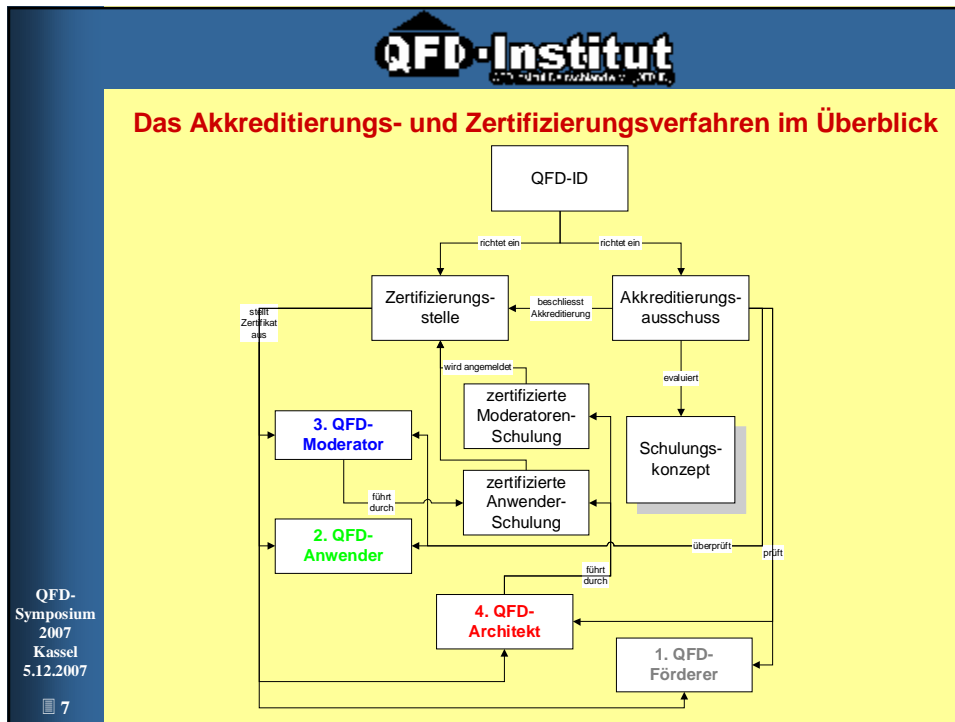 QFD-Institut
Das Akkreditierungs- und Zertifizierungsverfahren im Überblick
QFD-ID
richtet ein
richtet ein
Zertifizierungs-
stelle
beschliesst
Akkreditierung
Akkreditierungs-
ausschuss
stellt
Zertifikat
aus
wird angemeldet
evaluiert
zertifizierte
Moderatoren-
Schulung
3. QFD-
Moderator
Schulungs-
konzept
zertifizierte
Anwender-
Schulung
führt
durch
2. QFD-
Anwender
überprüft
prüft
führt
durch
4. QFD-
Architekt
1. QFD-
Förderer
QFD-
Symposium
2007
Kassel
5.12.2007
7